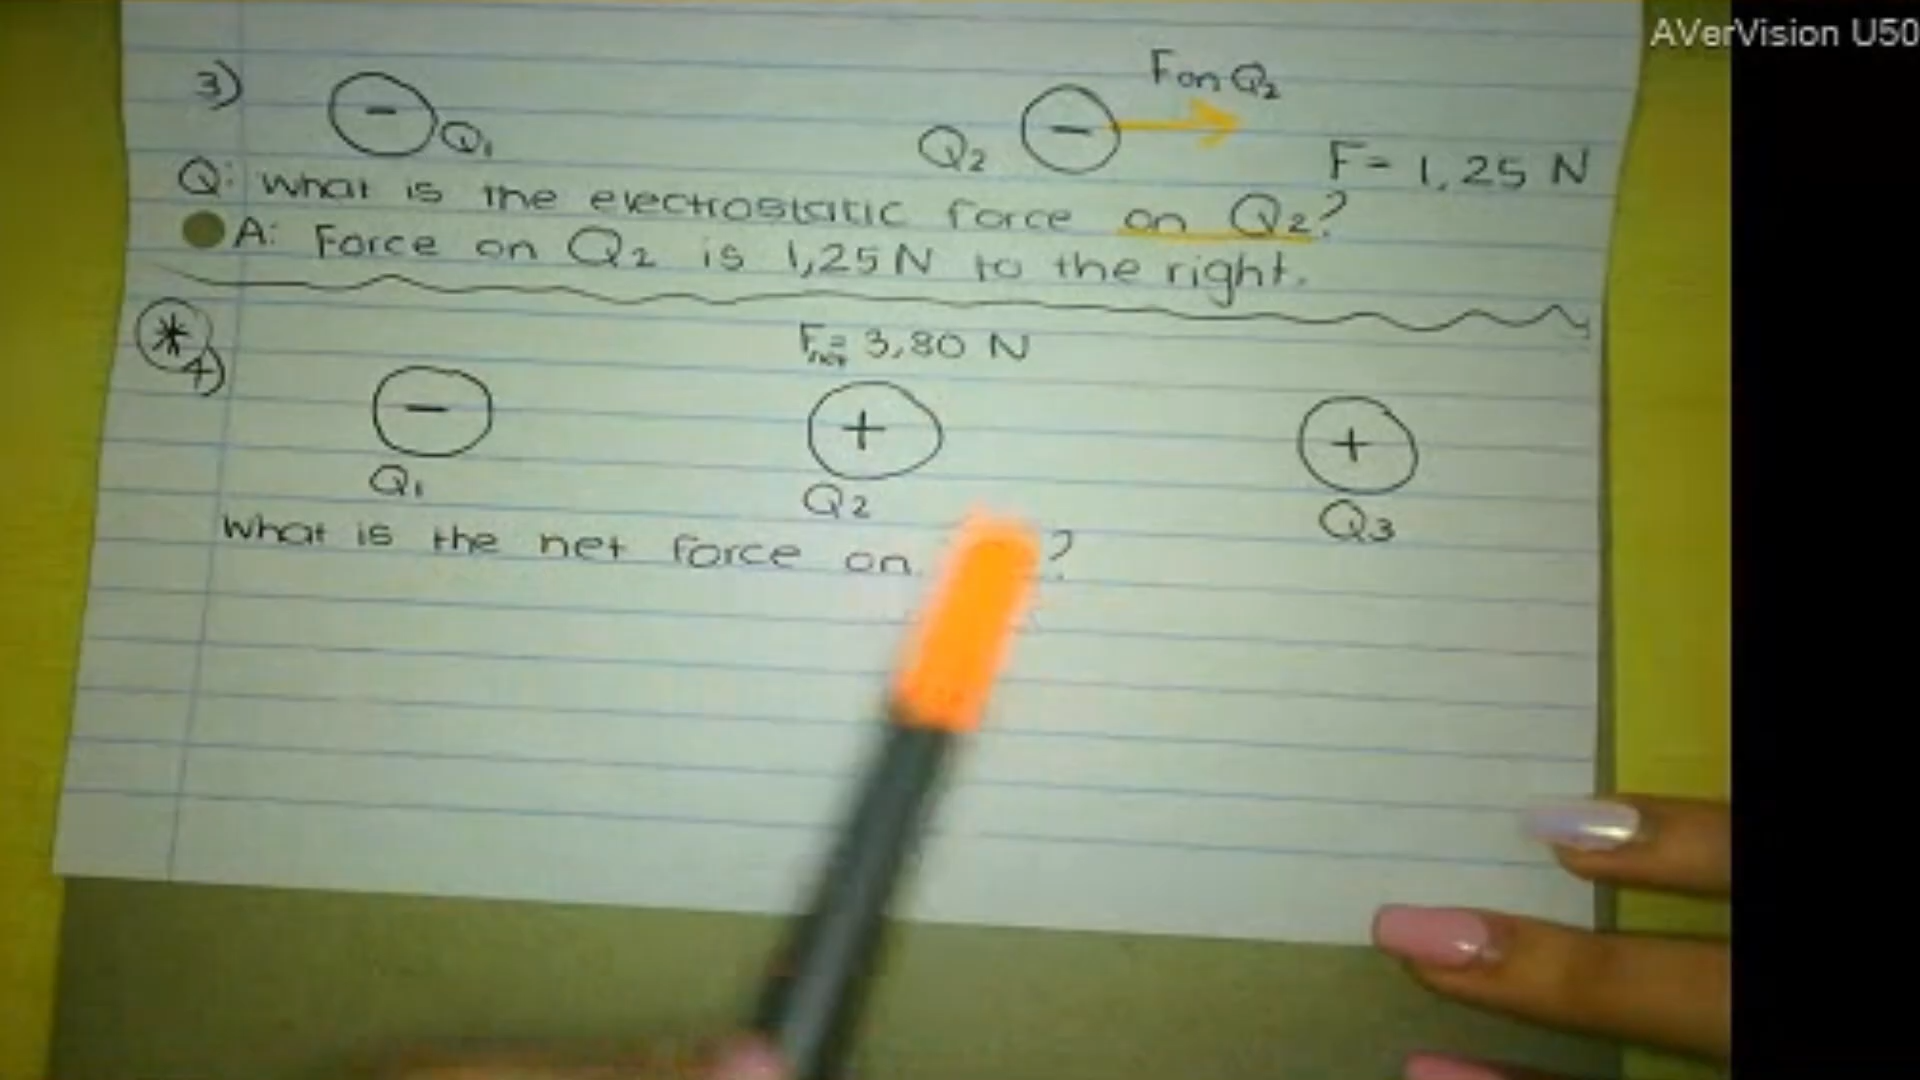 AVerVision U50
3)
-
Q1
Q2
-
F on Q2
F = 1,25 N
Q: What is the electrostatic force on Q2?
A: Force on Q2 is 1,25 N to the right.
*
4)
Fnet = 3,80 N
- + +
Q1 Q2 Q3
What is the net force on ?